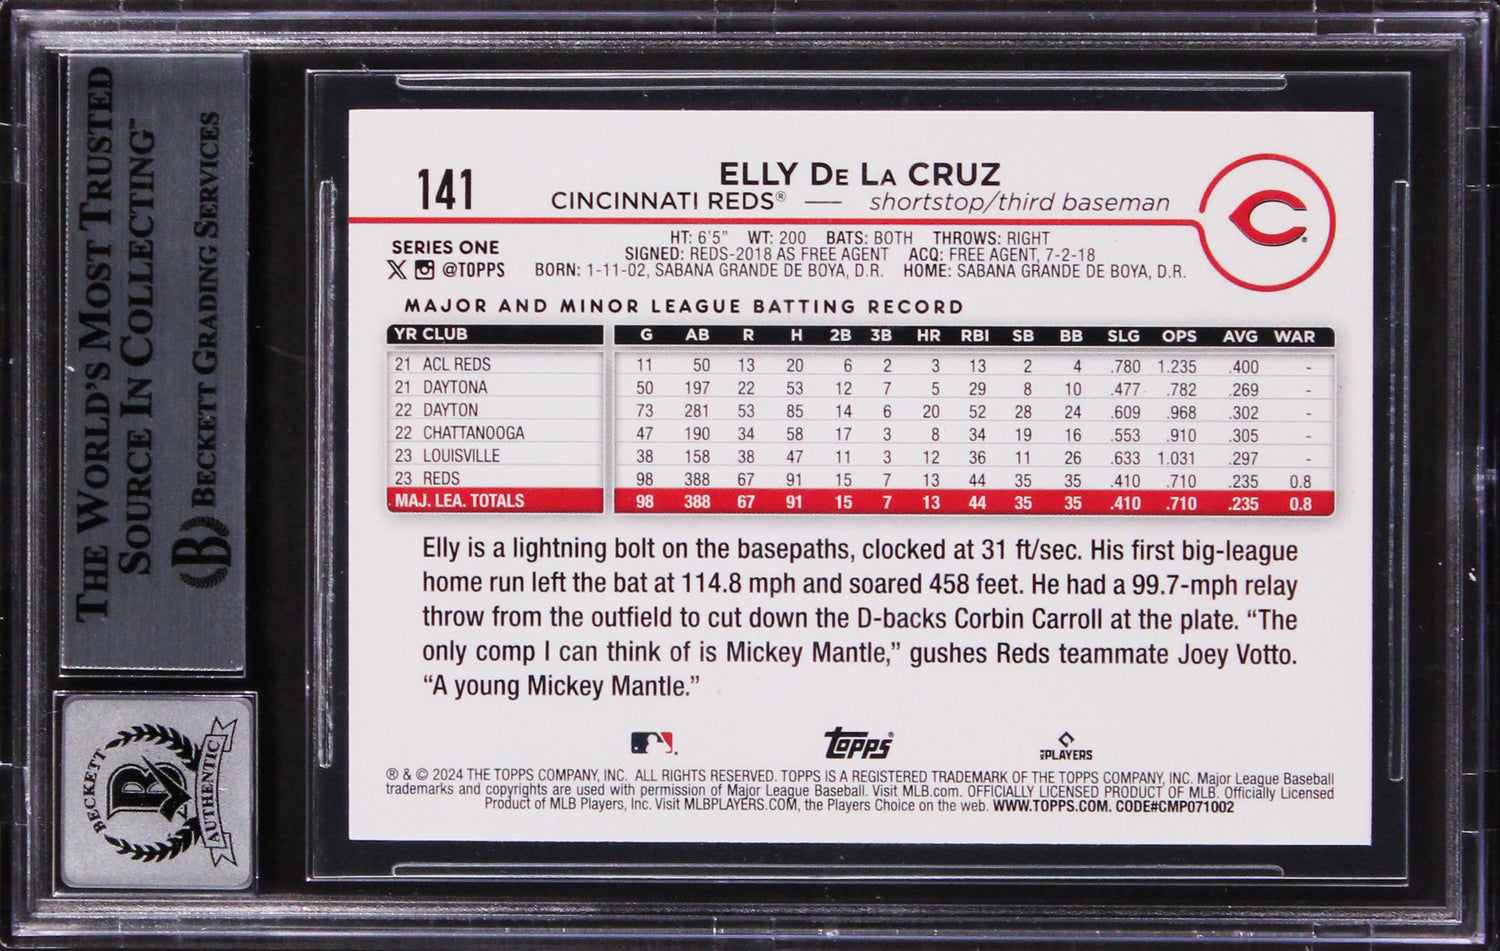 THE WORLD'S MOST TRUSTED
SOURCE IN COLLECTING™
BECKETT GRADING SERVICES
B
BECKETT
B
AUTHENTIC
141
ELLY DE LA CRUZ
CINCINNATI REDS® — shortstop/third baseman
C
SERIES ONE
X @TOPPS
HT: 6'5" WT: 200 BATS: BOTH THROWS: RIGHT
SIGNED: REDS-2018 AS FREE AGENT ACQ: FREE AGENT, 7-2-18
BORN: 1-11-02, SABANA GRANDE DE BOYA, D.R. HOME: SABANA GRANDE DE BOYA, D.R.
MAJOR AND MINOR LEAGUE BATTING RECORD
YR CLUB G AB R H 2B 3B HR RBI SB BB SLG OPS AVG WAR
21 ACL REDS 11 50 13 20 6 2 3 13 2 4 .780 1.235 .400 -
21 DAYTONA 50 197 22 53 12 7 5 29 8 10 .477 .782 .269 -
22 DAYTON 73 281 53 85 14 6 20 52 28 24 .609 .968 .302 -
22 CHATTANOOGA 47 190 34 58 17 3 8 34 19 16 .553 .910 .305 -
23 LOUISVILLE 38 158 38 47 11 3 12 36 11 26 .633 1.031 .297 -
23 REDS 98 388 67 91 15 7 13 44 35 35 .410 .710 .235 0.8
MAJ. LEA. TOTALS 98 388 67 91 15 7 13 44 35 35 .410 .710 .235 0.8
Elly is a lightning bolt on the basepaths, clocked at 31 ft/sec. His first big-league
home run left the bat at 114.8 mph and soared 458 feet. He had a 99.7-mph relay
throw from the outfield to cut down the D-backs Corbin Carroll at the plate. “The
only comp I can think of is Mickey Mantle,” gushes Reds teammate Joey Votto.
“A young Mickey Mantle.”
Topps®
PLAYERS
® & © 2024 THE TOPPS COMPANY, INC. ALL RIGHTS RESERVED. TOPPS IS A REGISTERED TRADEMARK OF THE TOPPS COMPANY, INC. Major League Baseball
trademarks and copyrights are used with permission of Major League Baseball. Visit MLB.com. OFFICIALLY LICENSED PRODUCT OF MLB. Officially Licensed
Product of MLB Players, Inc. Visit MLBPLAYERS.COM, the Players Choice on the web. WWW.TOPPS.COM. CODE#CMP071002